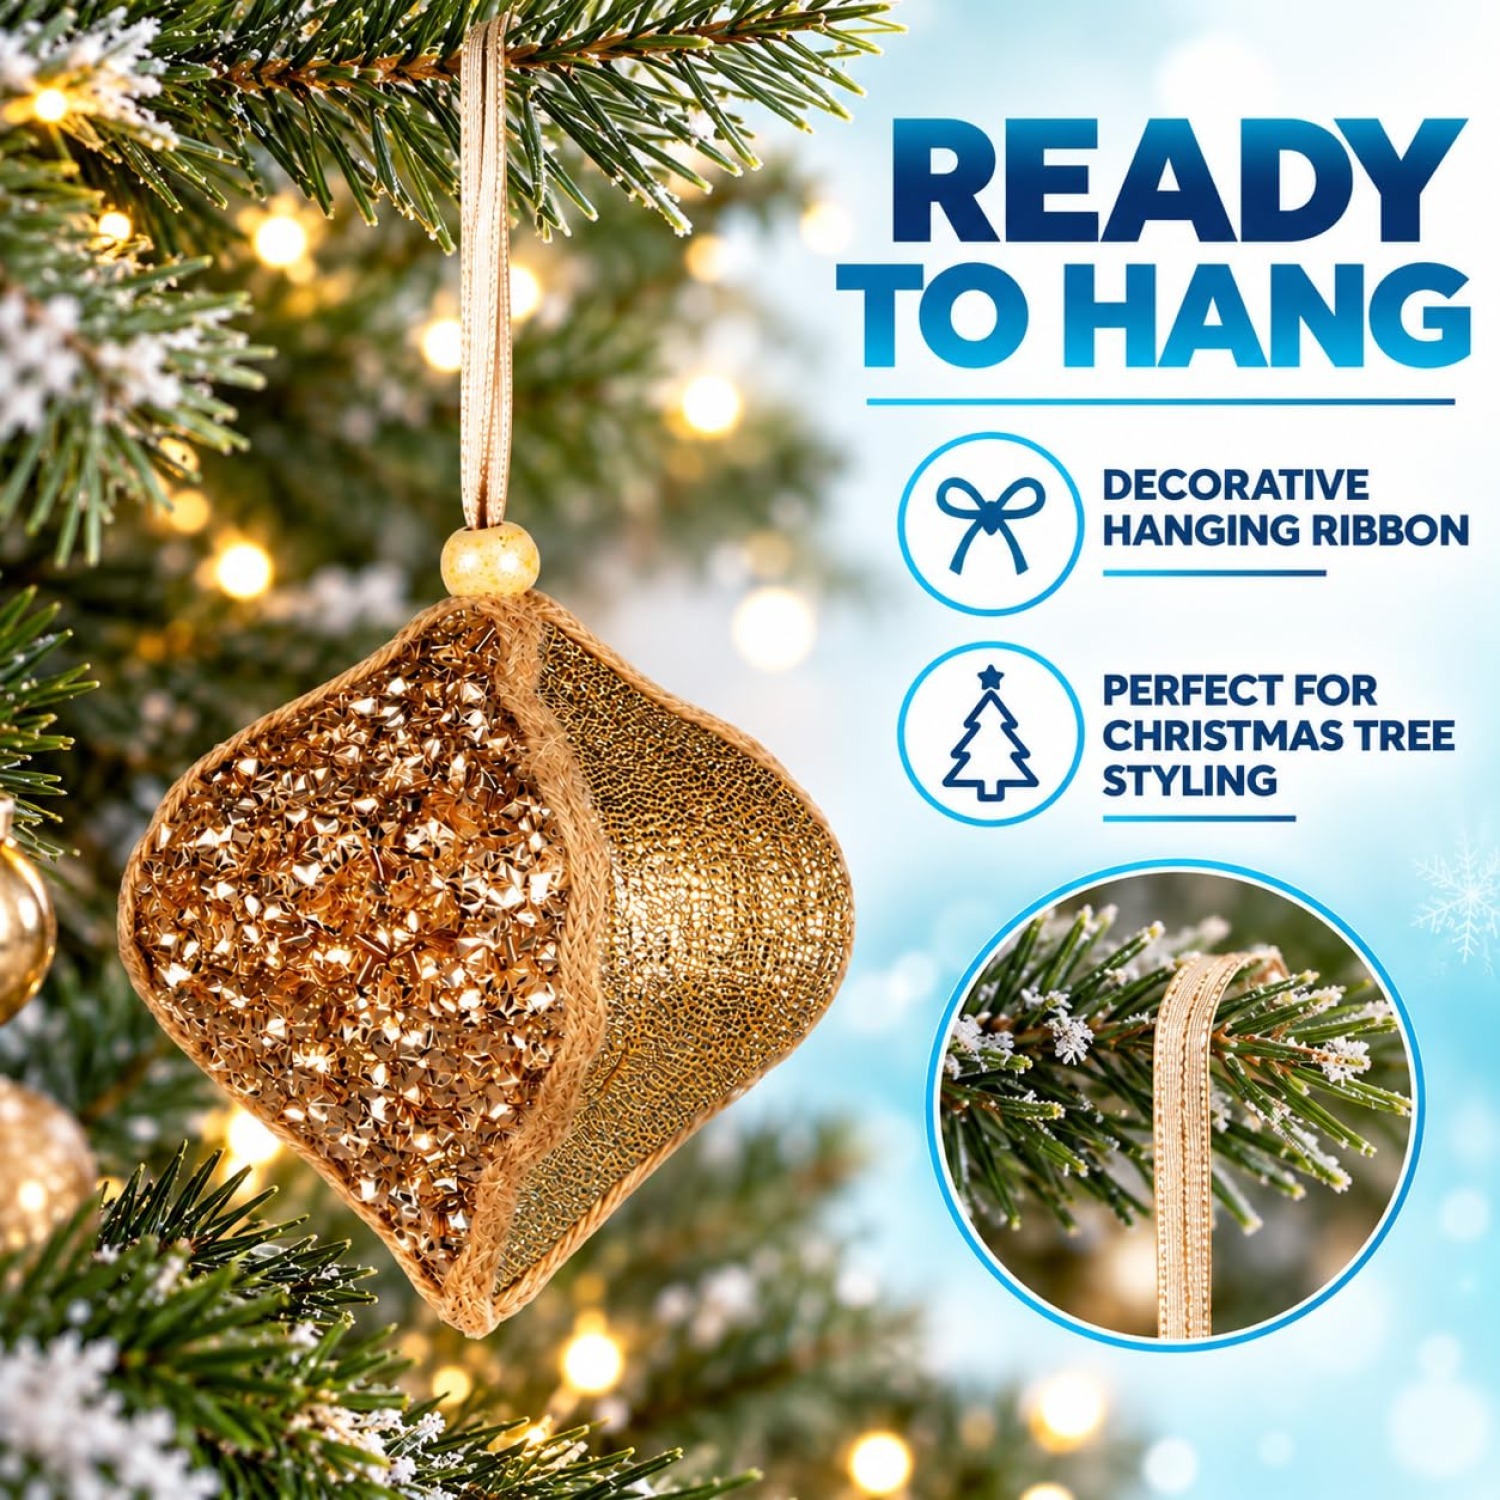 READY
TO HANG
DECORATIVE
HANGING RIBBON
PERFECT FOR
CHRISTMAS TREE
STYLING